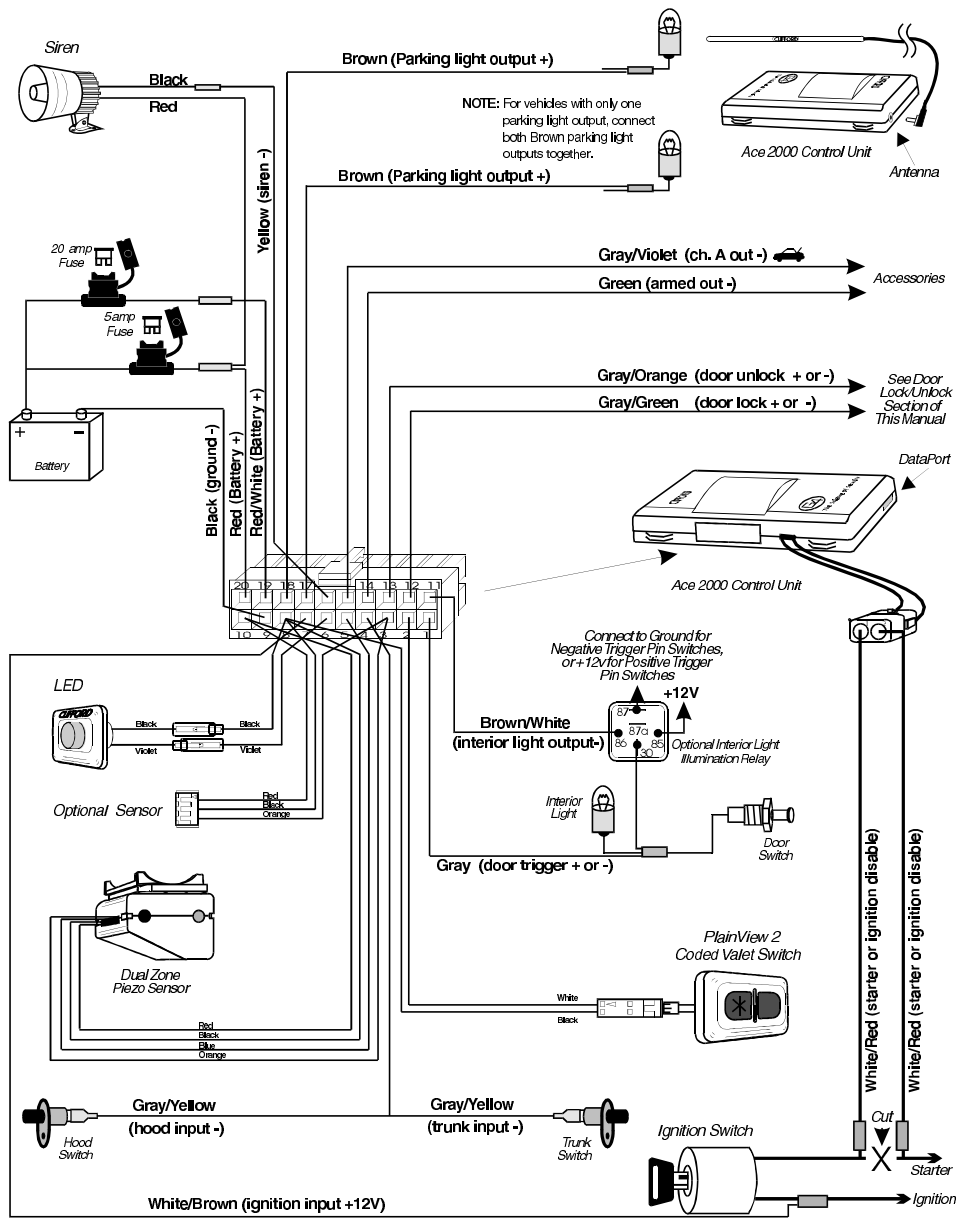 Siren
Black
Red
Brown (Parking light output +)
NOTE: For vehicles with only one
parking light output, connect
both Brown parking light
outputs together.
Brown (Parking light output +)
CLIFFORD
Ace 2000 Control Unit
Antenna
Yellow (siren -)
20 amp
Fuse
5 amp
Fuse
Gray/Violet (ch. A out -)
Green (armed out -)
Accessories
Gray/Orange (door unlock + or -)
Gray/Green (door lock + or -)
See Door
Lock/Unlock
Section of
This Manual
+ -
Battery
Black (ground -)
Red (Battery +)
Red/White (Battery +)
DataPort
Ace 2000 Control Unit
20 19 18 17 14 13 12 11
10 9 8 7 6 5 4 3 2 1
Connect to Ground for
Negative Trigger Pin Switches,
or +12v for Positive Trigger
Pin Switches
+12V
87
87a
86
85
30
Optional Interior Light
Illumination Relay
Brown/White
(interior light output-)
LED
CLIFFORD
Black
Black
Violet
Violet
Optional Sensor
Red
Black
Orange
Interior
Light
Door
Switch
Gray (door trigger + or -)
Dual Zone
Piezo Sensor
PlainView 2
Coded Valet Switch
White
Black
Red
Black
Blue
Orange
White/Red (starter or ignition disable)
White/Red (starter or ignition disable)
Gray/Yellow
(hood input -)
Gray/Yellow
(trunk input -)
Hood
Switch
Trunk
Switch
Ignition Switch
Cut
X
Starter
Ignition
White/Brown (ignition input +12V)